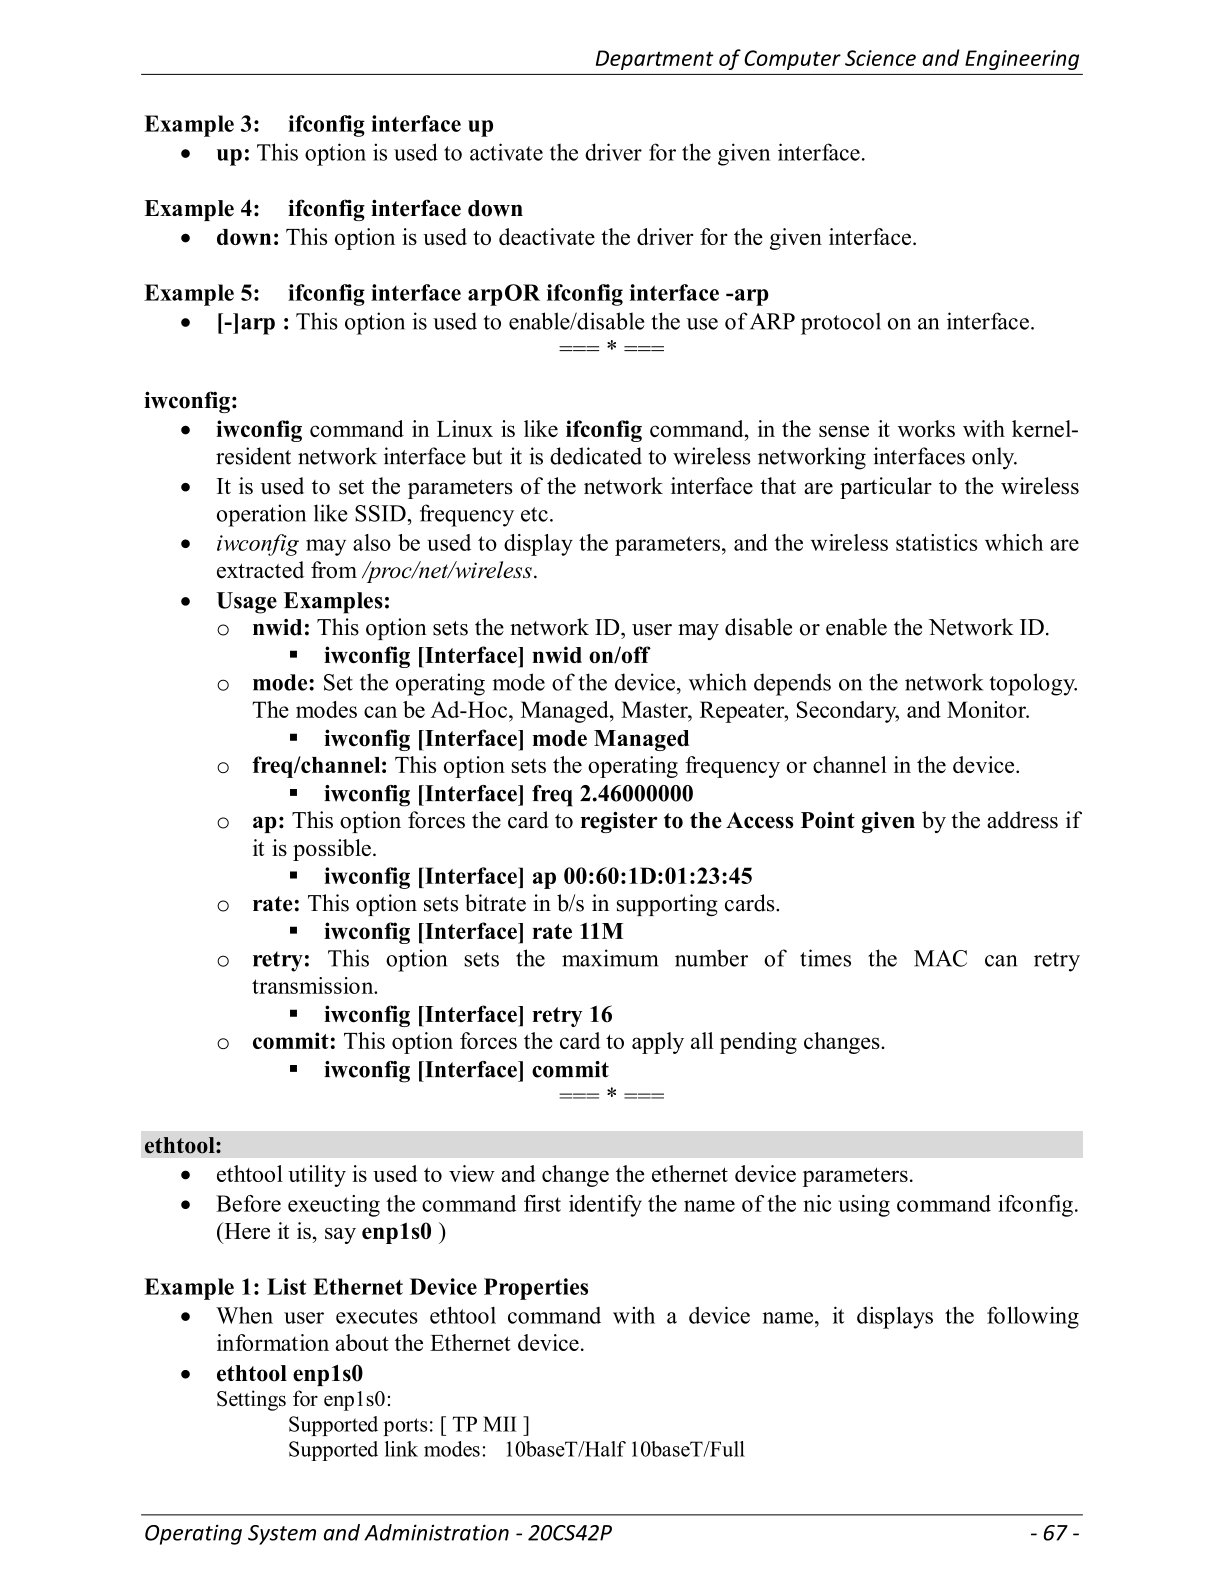 Department of Computer Science and Engineering
Example 3: ifconfig interface up
• up: This option is used to activate the driver for the given interface.
Example 4: ifconfig interface down
• down: This option is used to deactivate the driver for the given interface.
Example 5: ifconfig interface arpOR ifconfig interface -arp
• [-]arp : This option is used to enable/disable the use of ARP protocol on an interface.
=== * ===
iwconfig:
• iwconfig command in Linux is like ifconfig command, in the sense it works with kernel-
resident network interface but it is dedicated to wireless networking interfaces only.
• It is used to set the parameters of the network interface that are particular to the wireless
operation like SSID, frequency etc.
• iwconfig may also be used to display the parameters, and the wireless statistics which are
extracted from /proc/net/wireless.
• Usage Examples:
o nwid: This option sets the network ID, user may disable or enable the Network ID.
▪ iwconfig [Interface] nwid on/off
o mode: Set the operating mode of the device, which depends on the network topology.
The modes can be Ad-Hoc, Managed, Master, Repeater, Secondary, and Monitor.
▪ iwconfig [Interface] mode Managed
o freq/channel: This option sets the operating frequency or channel in the device.
▪ iwconfig [Interface] freq 2.46000000
o ap: This option forces the card to register to the Access Point given by the address if
it is possible.
▪ iwconfig [Interface] ap 00:60:1D:01:23:45
o rate: This option sets bitrate in b/s in supporting cards.
▪ iwconfig [Interface] rate 11M
o retry: This option sets the maximum number of times the MAC can retry
transmission.
▪ iwconfig [Interface] retry 16
o commit: This option forces the card to apply all pending changes.
▪ iwconfig [Interface] commit
=== * ===
ethtool:
• ethtool utility is used to view and change the ethernet device parameters.
• Before exeucting the command first identify the name of the nic using command ifconfig.
(Here it is, say enp1s0 )
Example 1: List Ethernet Device Properties
• When user executes ethtool command with a device name, it displays the following
information about the Ethernet device.
• ethtool enp1s0
Settings for enp1s0:
Supported ports: [ TP MII ]
Supported link modes: 10baseT/Half 10baseT/Full
Operating System and Administration - 20CS42P - 67 -